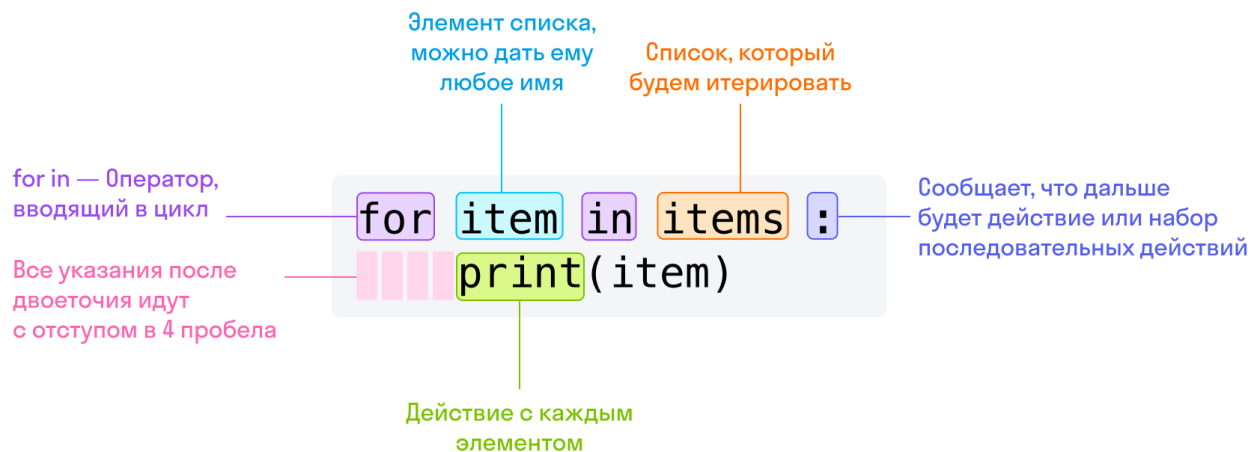 Элемент списка,
можно дать ему
любое имя
Список, который
будем итерировать
for in — Оператор,
вводящий в цикл
for item in items :
Сообщает, что дальше
будет действие или набор
последовательных действий
Все указания после
двоеточия идут
с отступом в 4 пробела
print(item)
Действие с каждым
элементом